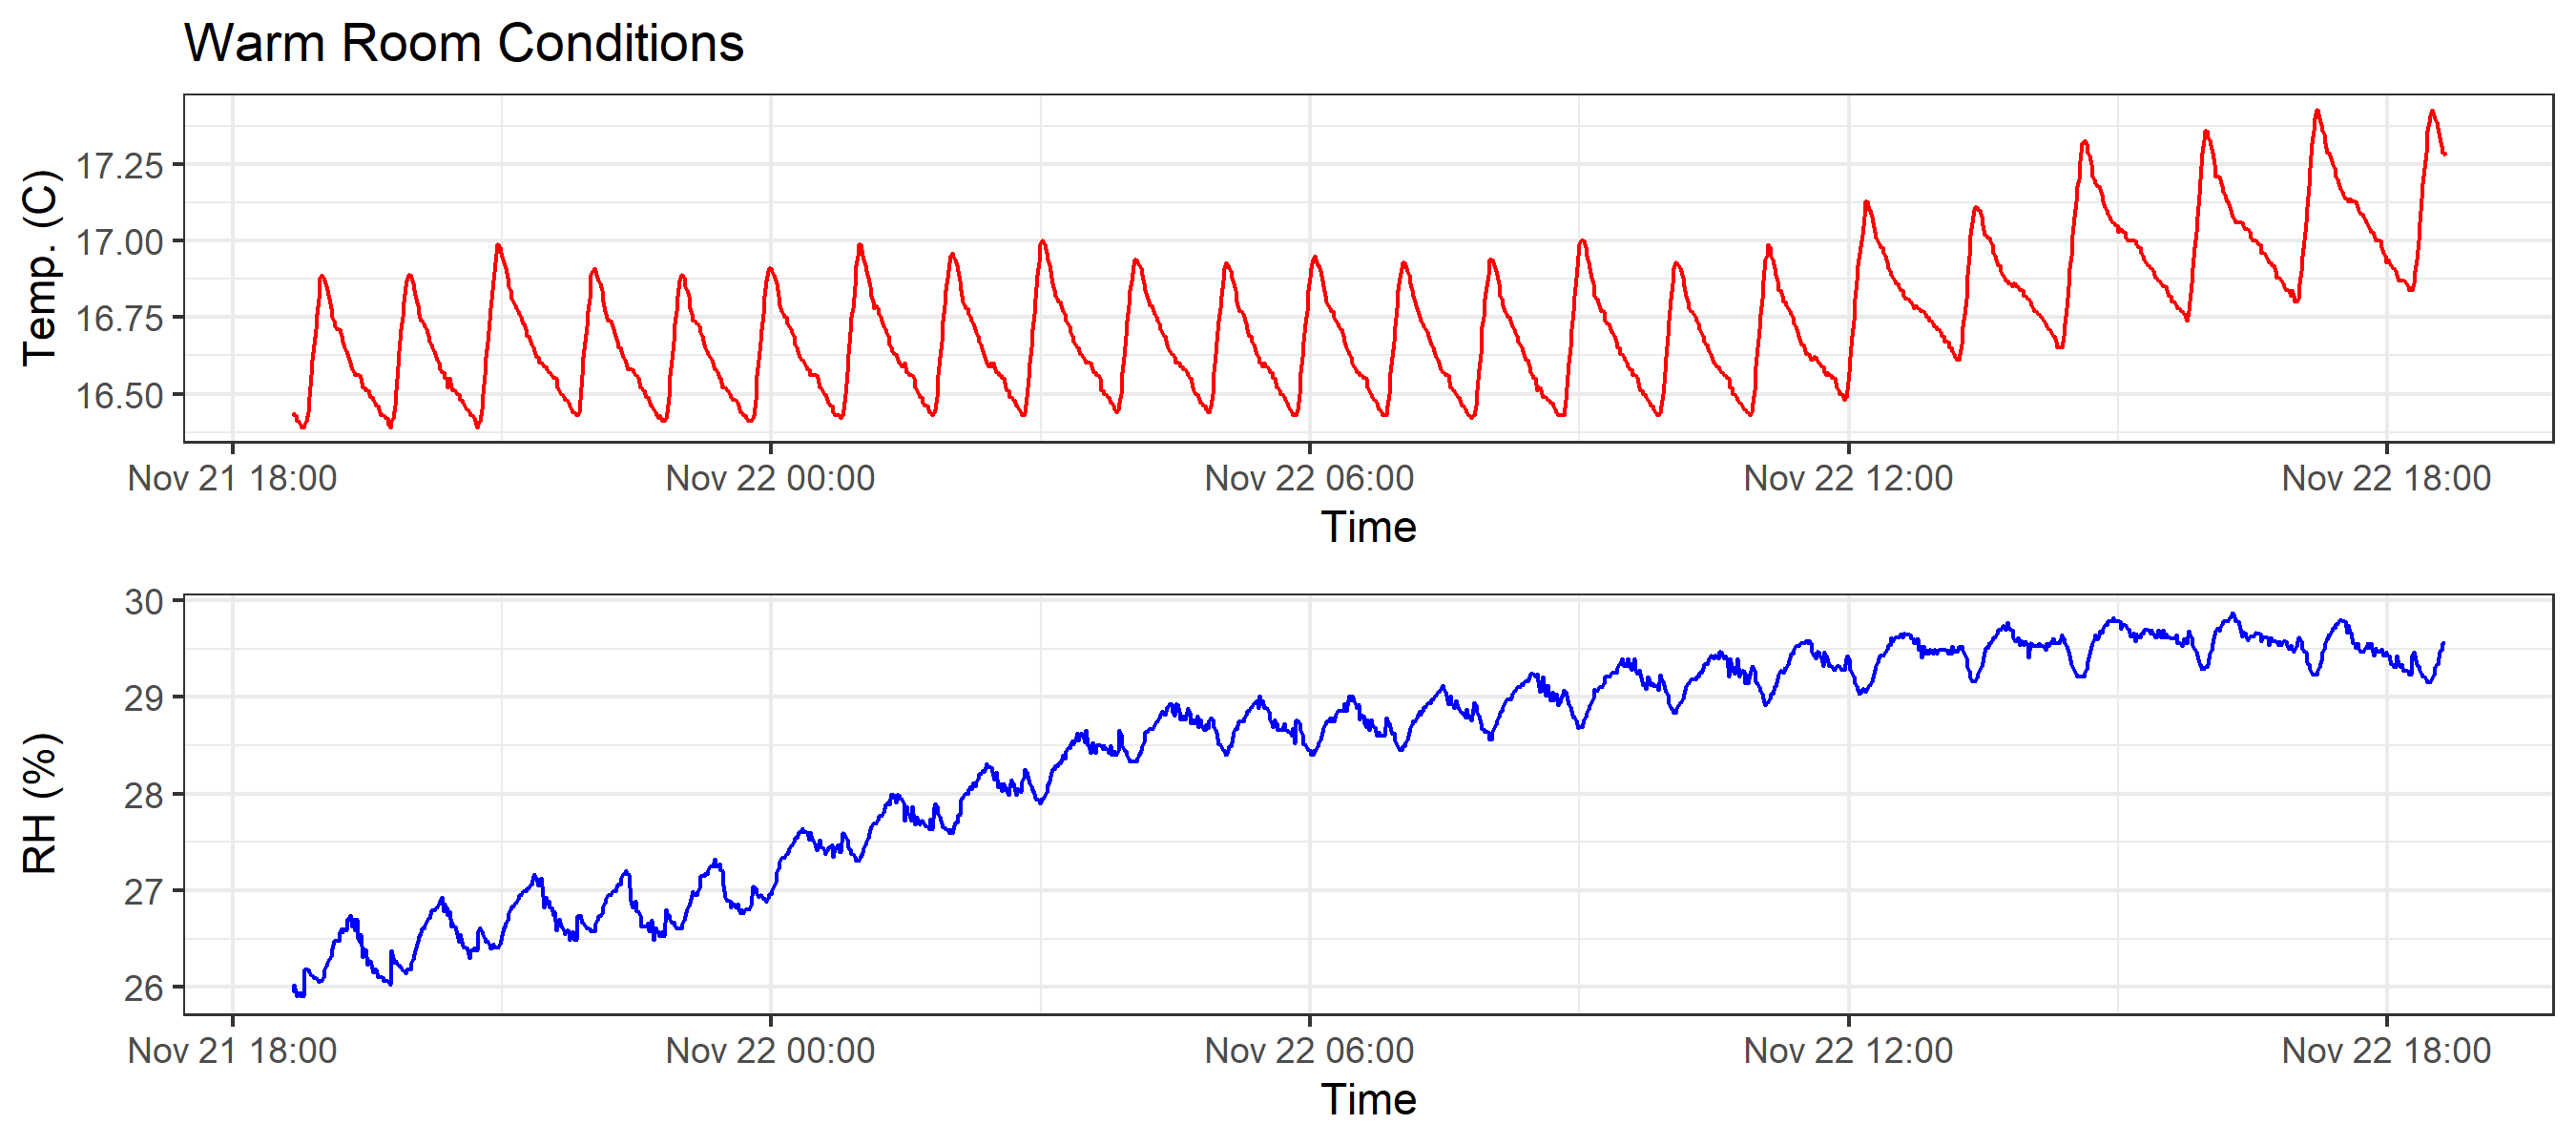 Warm Room Conditions
Temp. (C)
17.25
17.00
16.75
16.50
Nov 21 18:00 Nov 22 00:00 Nov 22 06:00 Nov 22 12:00 Nov 22 18:00
Time
RH (%)
30
29
28
27
26
Nov 21 18:00 Nov 22 00:00 Nov 22 06:00 Nov 22 12:00 Nov 22 18:00
Time